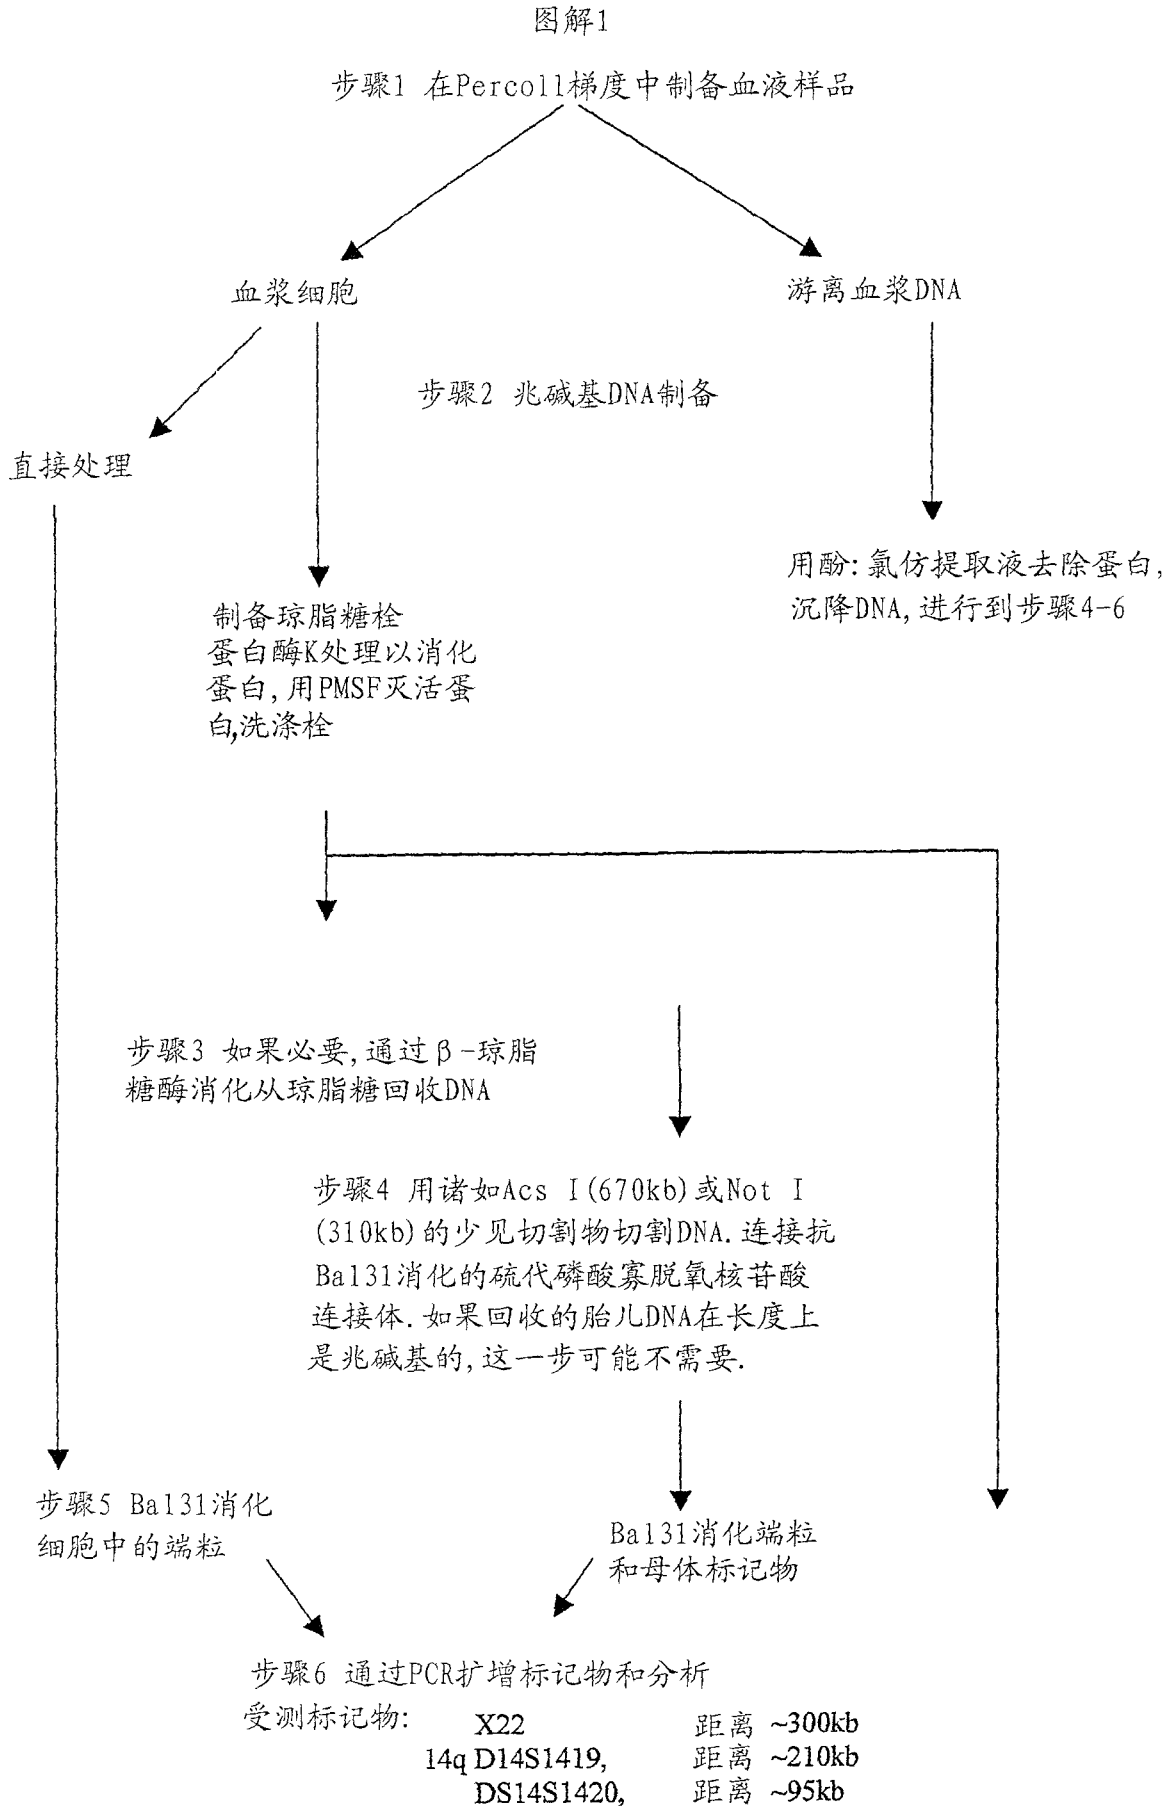 图解1
步骤1 在Percoll梯度中制备血液样品
血浆细胞
游离血浆DNA
步骤2 兆碱基DNA制备
直接处理
用酚:氯仿提取液去除蛋白,
沉降DNA,进行到步骤4-6
制备琼脂糖栓
蛋白酶K处理以消化
蛋白,用PMSF灭活蛋
白,洗涤栓
步骤3 如果必要,通过β-琼脂
糖酶消化从琼脂糖回收DNA
步骤4 用诸如Acs I(670kb)或Not I
(310kb)的少见切割物切割DNA.连接抗
Bal31消化的硫代磷酸寡脱氧核苷酸
连接体.如果回收的胎儿DNA在长度上
是兆碱基的,这一步可能不需要.
步骤5 Bal31消化
细胞中的端粒
Bal31消化端粒
和母体标记物
步骤6 通过PCR扩增标记物和分析
受测标记物: X22 距离 ~300kb
14q D14S1419, 距离 ~210kb
DS14S1420, 距离 ~95kb